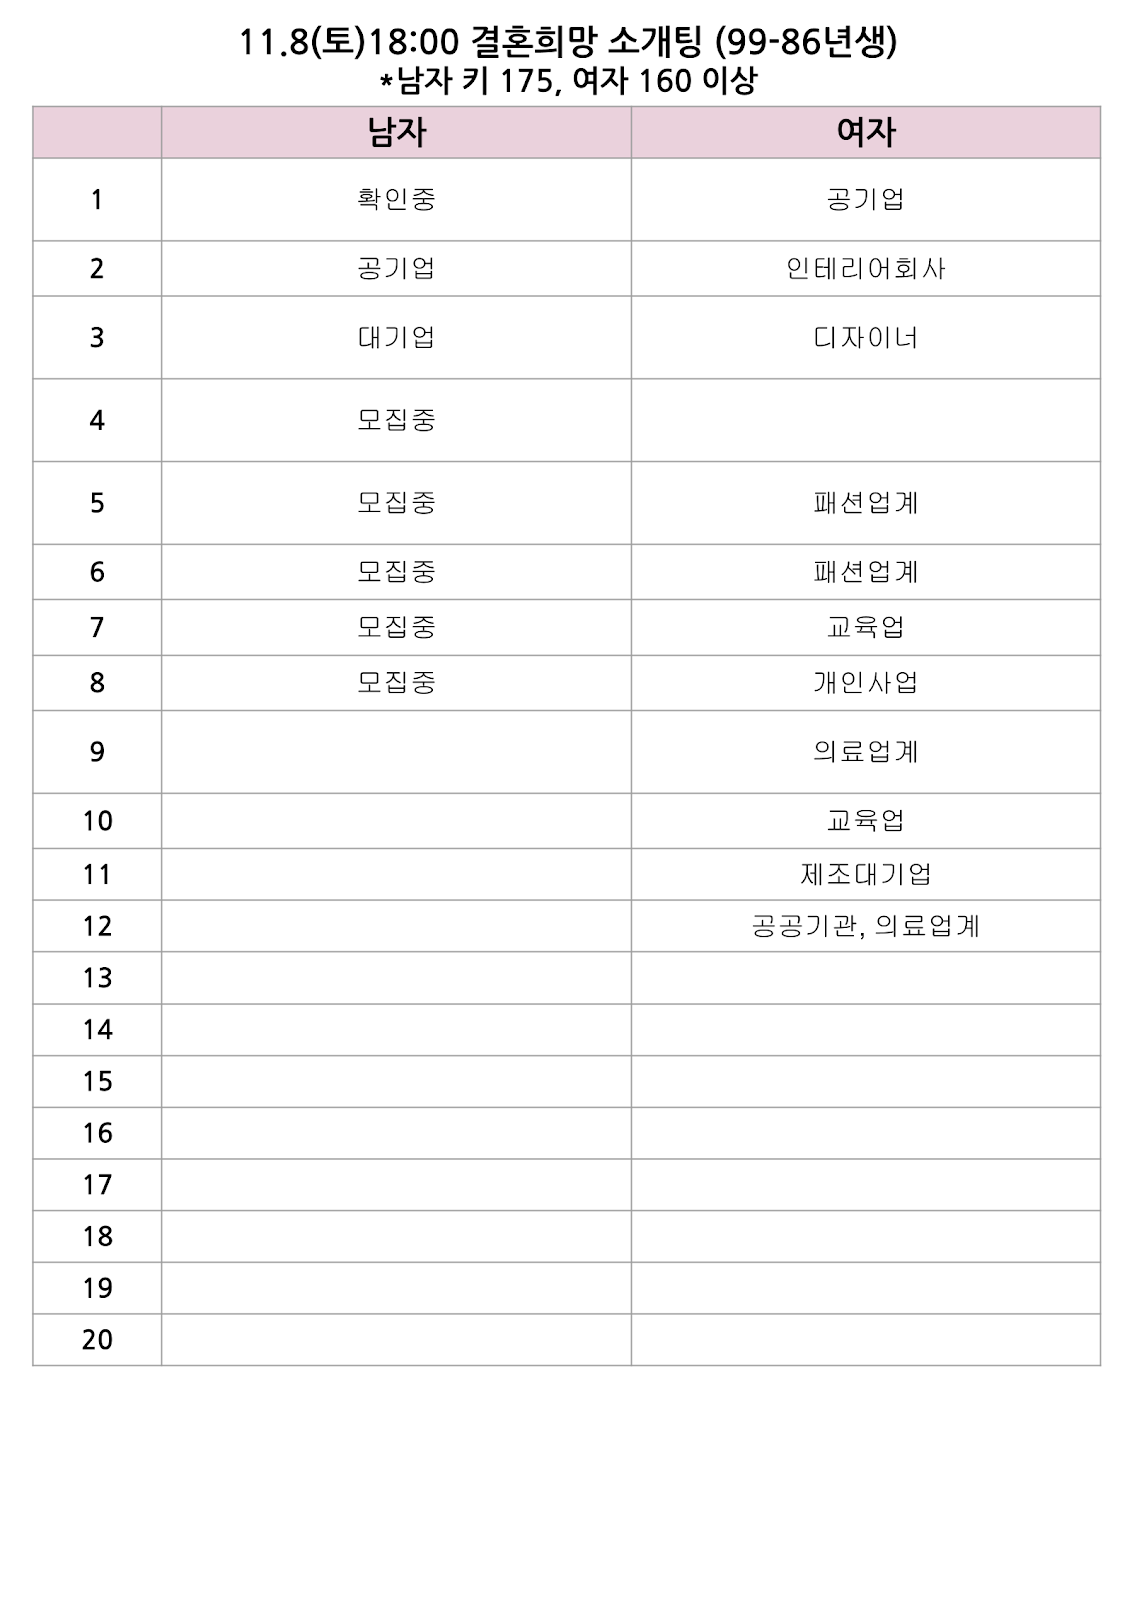 11.8(토)18:00 결혼희망 소개팅 (99-86년생)
*남자 키 175, 여자 160 이상
남자 여자
1 확인중 공기업
2 공기업 인테리어회사
3 대기업 디자이너
4 모집중
5 모집중 패션업계
6 모집중 패션업계
7 모집중 교육업
8 모집중 개인사업
9 의료업계
10 교육업
11 제조대기업
12 공공기관, 의료업계
13
14
15
16
17
18
19
20